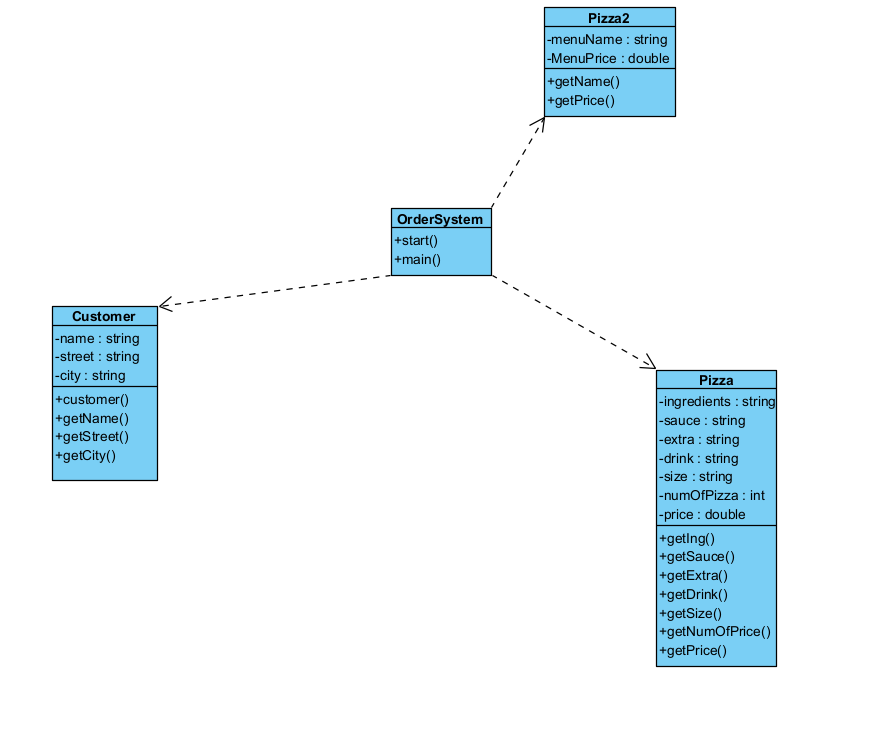 Pizza2
-menuName : string
-MenuPrice : double
+getName()
+getPrice()
OrderSystem
+start()
+main()
Customer
-name : string
-street : string
-city : string
+customer()
+getName()
+getStreet()
+getCity()
Pizza
-ingredients : string
-sauce : string
-extra : string
-drink : string
-size : string
-numOfPizza : int
-price : double
+getIng()
+getSauce()
+getExtra()
+getDrink()
+getSize()
+getNumOfPrice()
+getPrice()